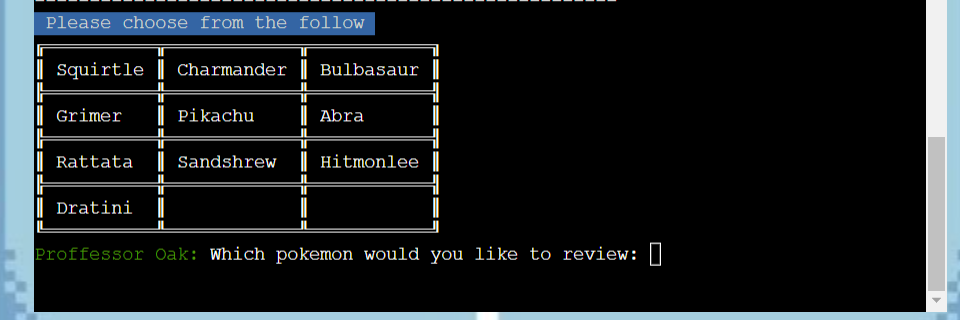 Please choose from the follow
Squirtle Charmander Bulbasaur
Grimer Pikachu Abra
Rattata Sandshrew Hitmonlee
Dratini
Proffessor Oak: Which pokemon would you like to review: